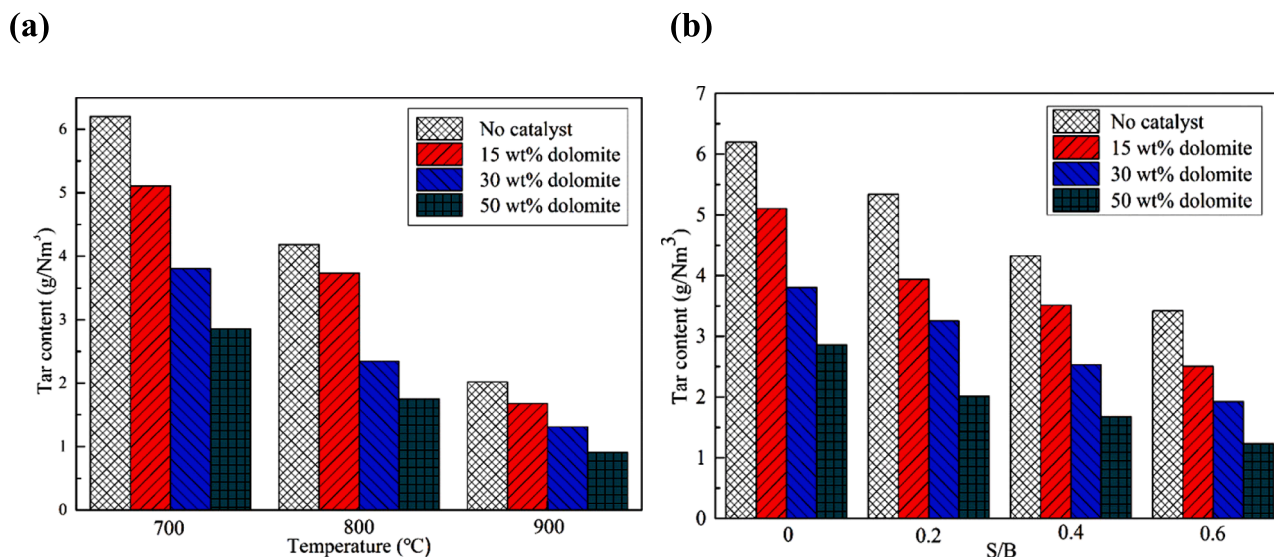 (a)
(b)
Tar content (g/Nm³)
6
5
4
3
2
1
0
No catalyst
15 wt% dolomite
30 wt% dolomite
50 wt% dolomite
700
800
900
Temperature (℃)
Tar content (g/Nm³)
7
6
5
4
3
2
1
0
No catalyst
15 wt% dolomite
30 wt% dolomite
50 wt% dolomite
0
0.2
0.4
0.6
S/B